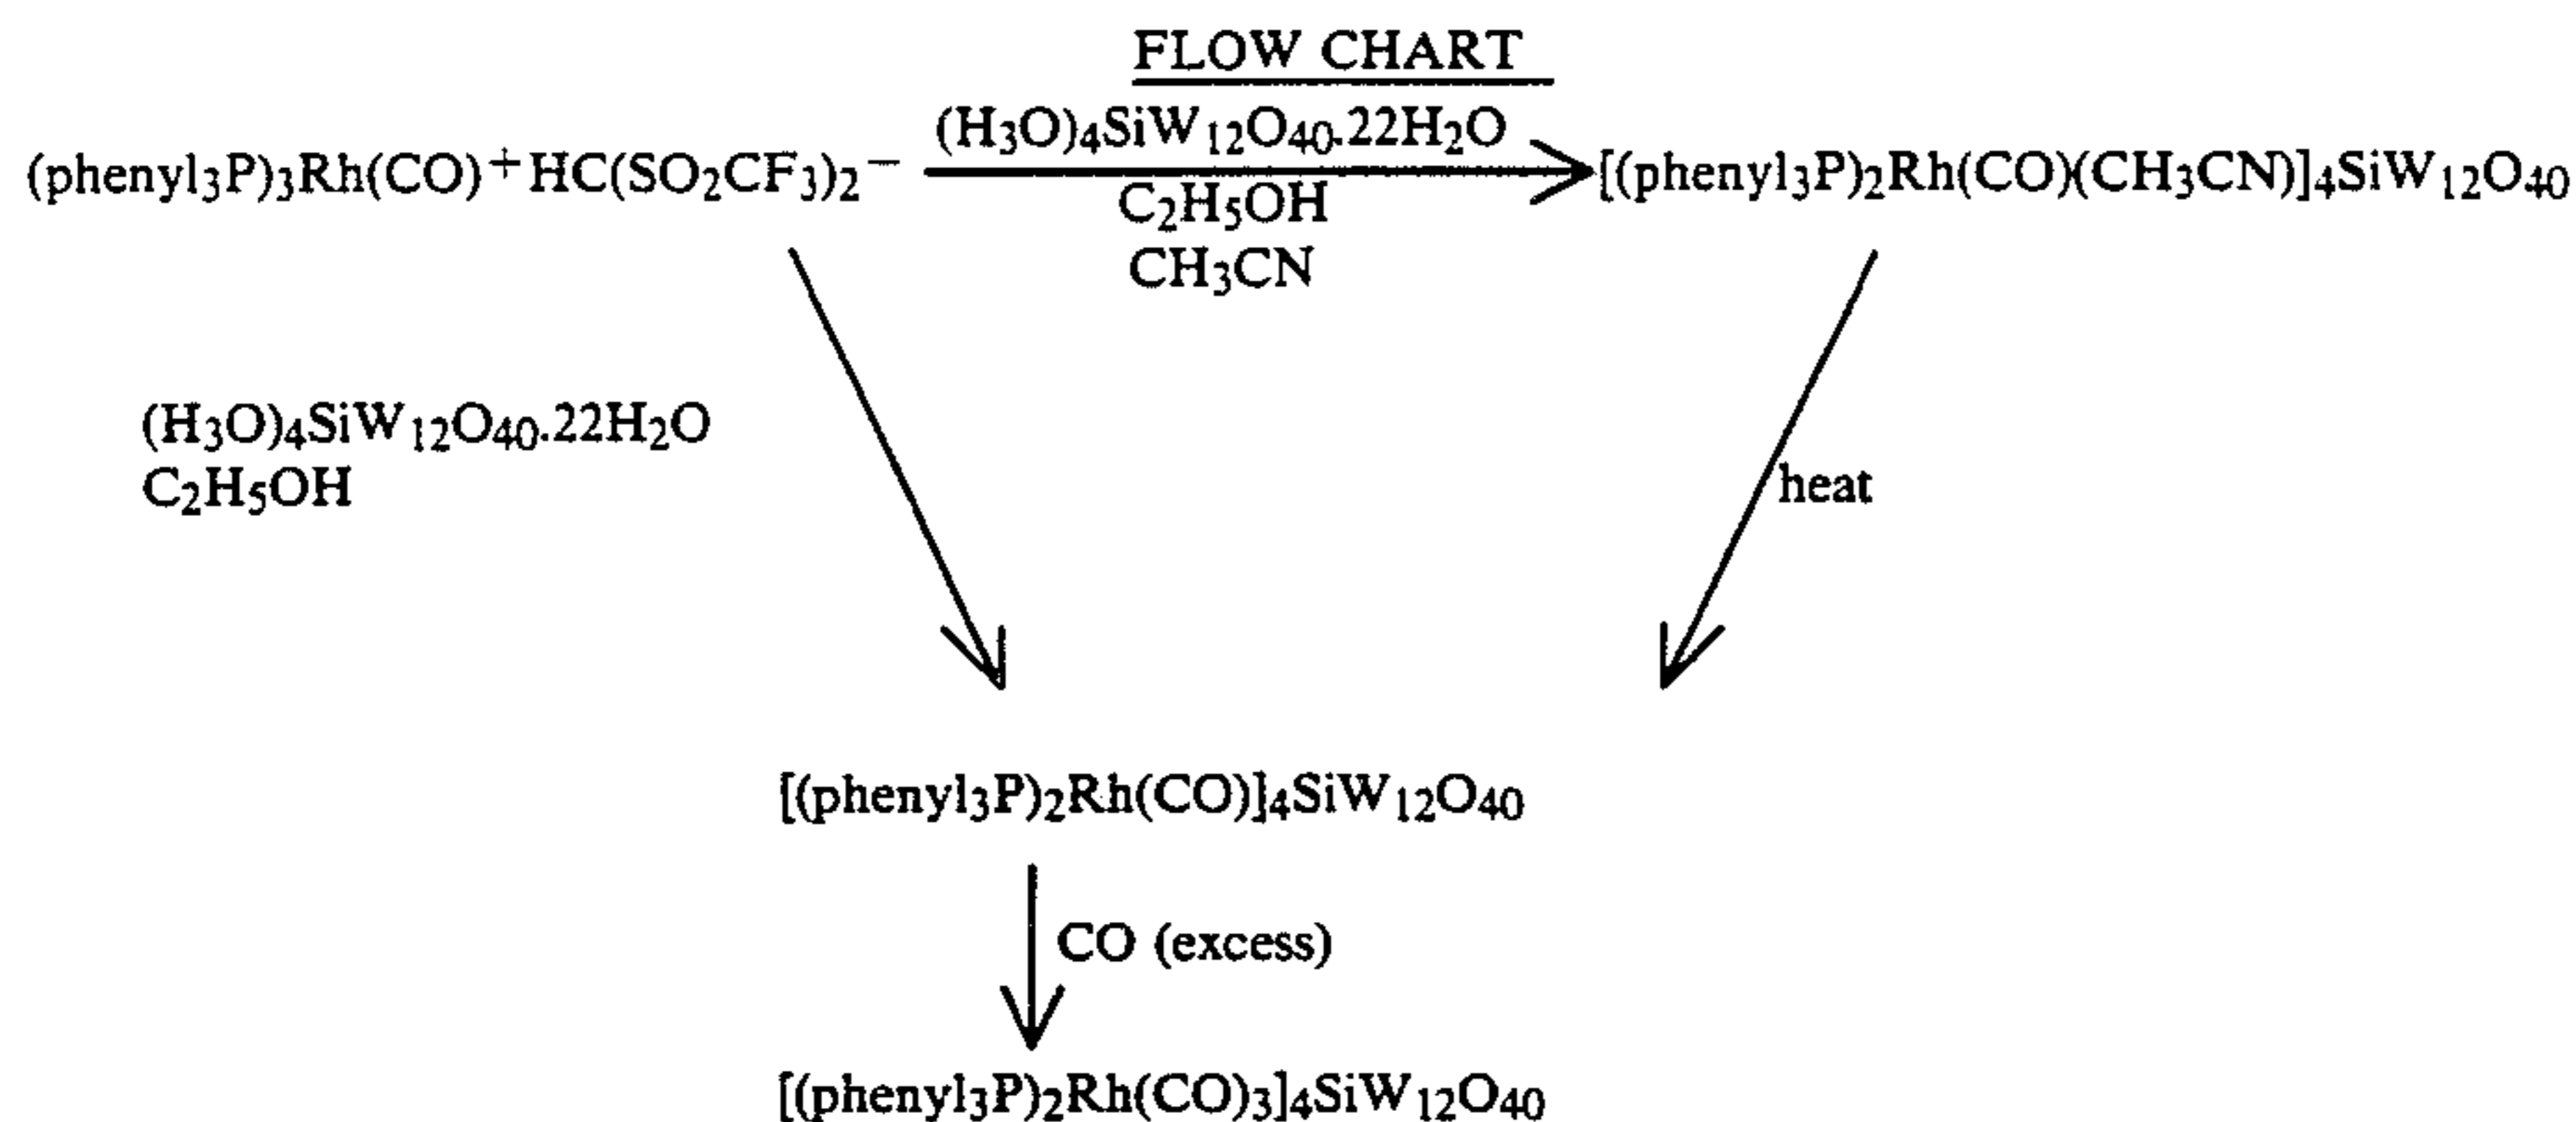 FLOW CHART
(H3O)4SiW12O40.22H2O
(phenyl3P)3Rh(CO)+HC(SO2CF3)2− [(phenyl3P)2Rh(CO)(CH3CN)]4SiW12O40
C2H5OH
CH3CN
(H3O)4SiW12O40.22H2O
C2H5OH
heat
[(phenyl3P)2Rh(CO)]4SiW12O40
CO (excess)
[(phenyl3P)2Rh(CO)3]4SiW12O40